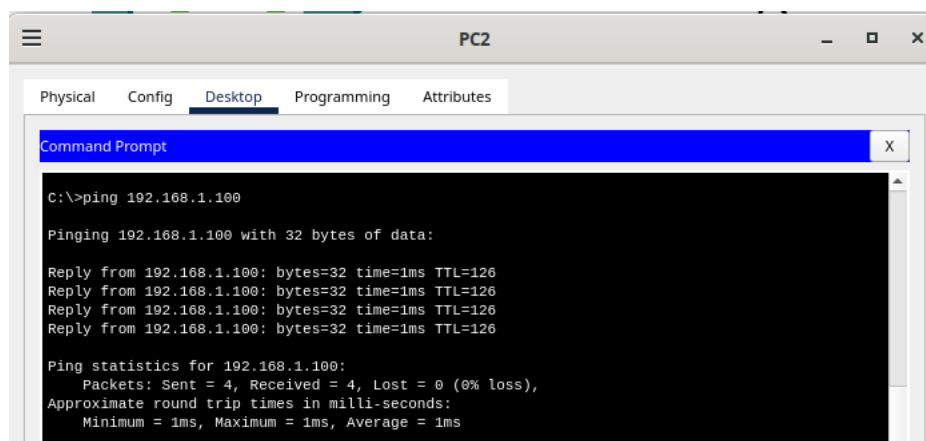 PC2
Physical Config Desktop Programming Attributes
Command Prompt
X
C:\>ping 192.168.1.100
Pinging 192.168.1.100 with 32 bytes of data:
Reply from 192.168.1.100: bytes=32 time=1ms TTL=126
Reply from 192.168.1.100: bytes=32 time=1ms TTL=126
Reply from 192.168.1.100: bytes=32 time=1ms TTL=126
Reply from 192.168.1.100: bytes=32 time=1ms TTL=126
Ping statistics for 192.168.1.100:
Packets: Sent = 4, Received = 4, Lost = 0 (0% loss),
Approximate round trip times in milli-seconds:
Minimum = 1ms, Maximum = 1ms, Average = 1ms